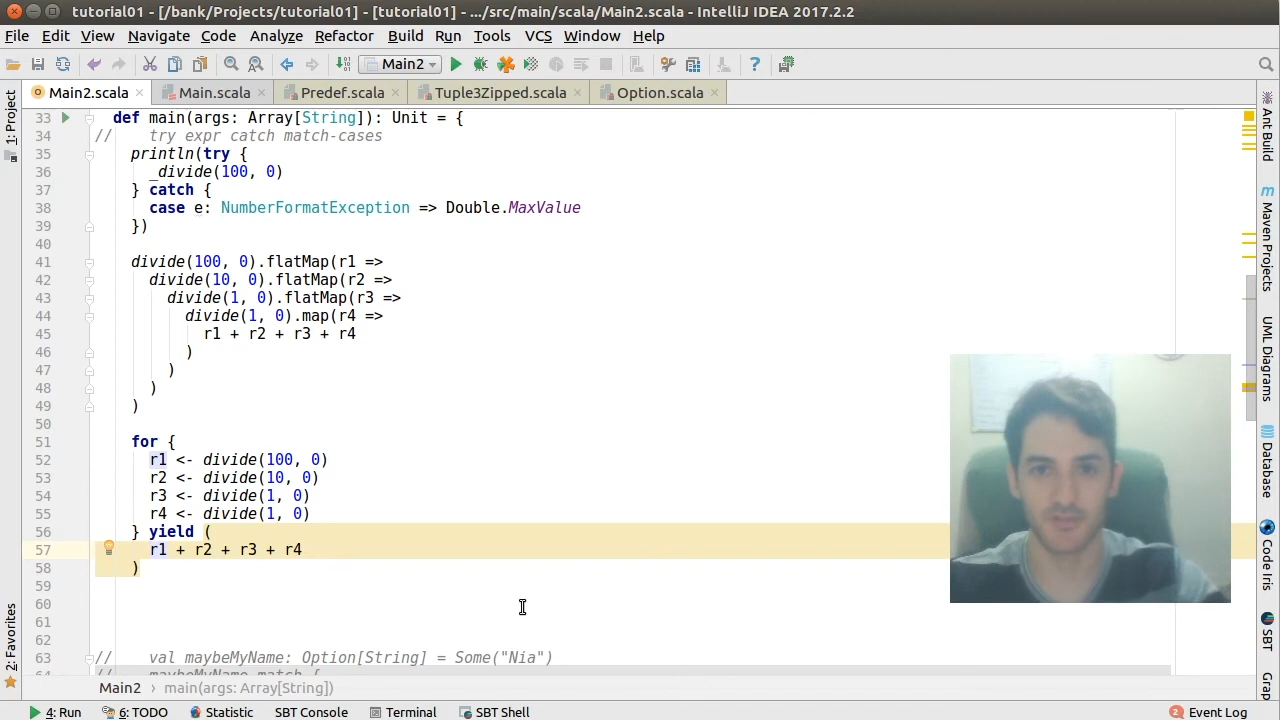 tutorial01 - [/bank/Projects/tutorial01] - [tutorial01] - .../src/main/scala/Main2.scala - IntelliJ IDEA 2017.2.2
File Edit View Navigate Code Analyze Refactor Build Run Tools VCS Window Help
Main2
Main2.scala Main.scala Predef.scala Tuple3Zipped.scala Option.scala
33 def main(args: Array[String]): Unit = {
34 // try expr catch match-cases
35 println(try {
36 _divide(100, 0)
37 } catch {
38 case e: NumberFormatException => Double.MaxValue
39 })
40
41 divide(100, 0).flatMap(r1 =>
42 divide(10, 0).flatMap(r2 =>
43 divide(1, 0).flatMap(r3 =>
44 divide(1, 0).map(r4 =>
45 r1 + r2 + r3 + r4
46 )
47 )
48 )
49 )
50
51 for {
52 r1 <- divide(100, 0)
53 r2 <- divide(10, 0)
54 r3 <- divide(1, 0)
55 r4 <- divide(1, 0)
56 } yield (
57 r1 + r2 + r3 + r4
58 )
59
60
61
62
63 // val maybeMyName: Option[String] = Some("Nia")
64 // maybeMyName match {
Main2 main(args: Array[String])
4: Run 6: TODO Statistic SBT Console Terminal SBT Shell 2 Event Log
1: Project
2: Favorites
Ant Build
m Maven Projects
UML Diagrams
Database
Code Iris
SBT